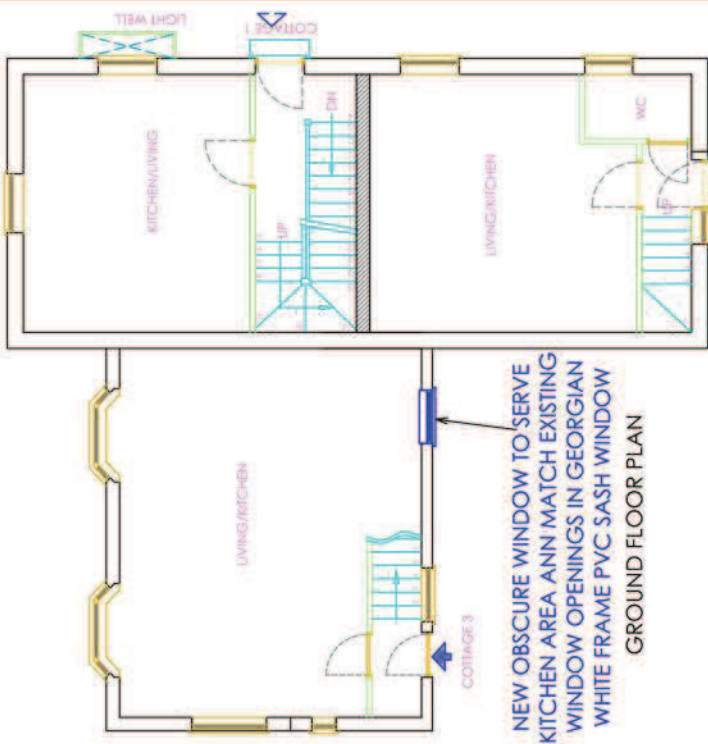 LIGHT WELL
COTTAGE 1
KITCHEN/LIVING
DN
UP
WC
LIVING/KITCHEN
UP
LIVING/KITCHEN
COTTAGE 3
NEW OBSCURE WINDOW TO SERVE
KITCHEN AREA ANN MATCH EXISTING
WINDOW OPENINGS IN GEORGIAN
WHITE FRAME PVC SASH WINDOW
GROUND FLOOR PLAN